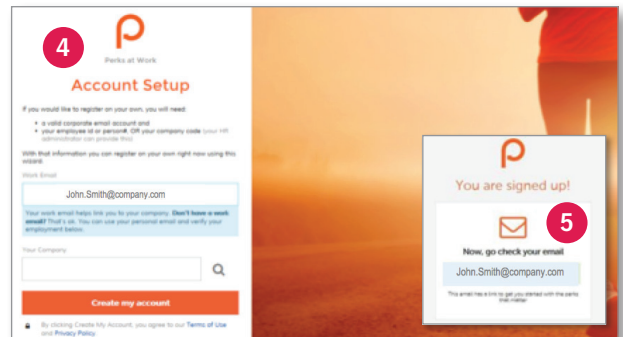 4
Perks at Work
Account Setup
If you would like to register on your own, you will need:
• a valid corporate email account and
• your employee id or person#, OR your company code (your HR
administrator can provide this)
With that information you can register on your own right now using this
wizard:
Work Email
John.Smith@company.com
Your work email helps link you to your company. Don't have a work
email? That's ok. You can use your personal email and verify your
employment below.
Your Company
Create my account
By clicking Create My Account, you agree to our Terms of Use
and Privacy Policy
You are signed up!
5
Now, go check your email
John.Smith@company.com
This email has a link to get you started with the perks
that matter.